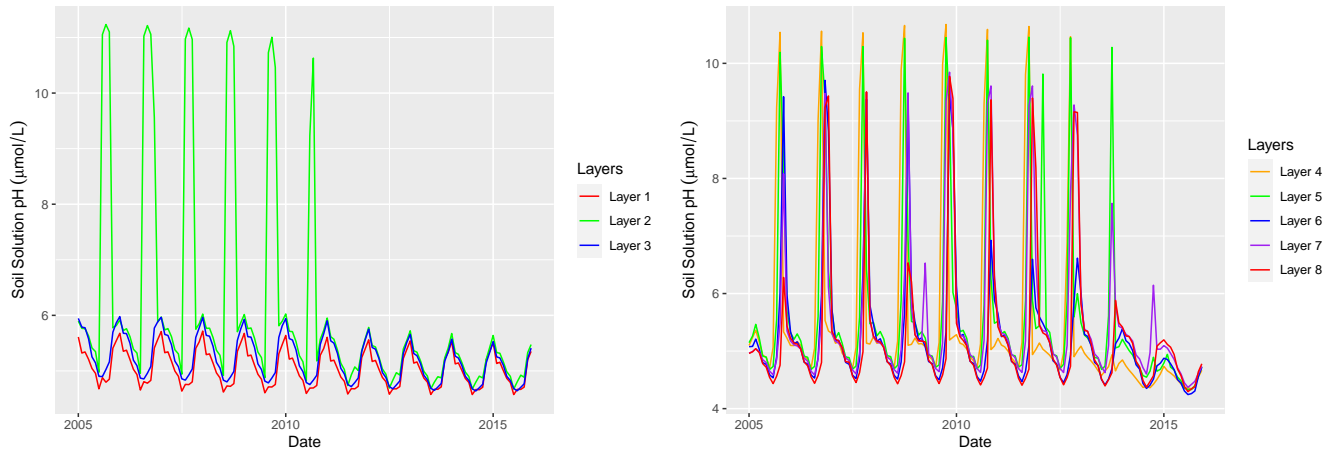 Soil Solution pH (μmol/L)
10
8
6
2005
2010
2015
Date
Layers
Layer 1
Layer 2
Layer 3
Soil Solution pH (μmol/L)
10
8
6
4
2005
2010
2015
Date
Layers
Layer 4
Layer 5
Layer 6
Layer 7
Layer 8